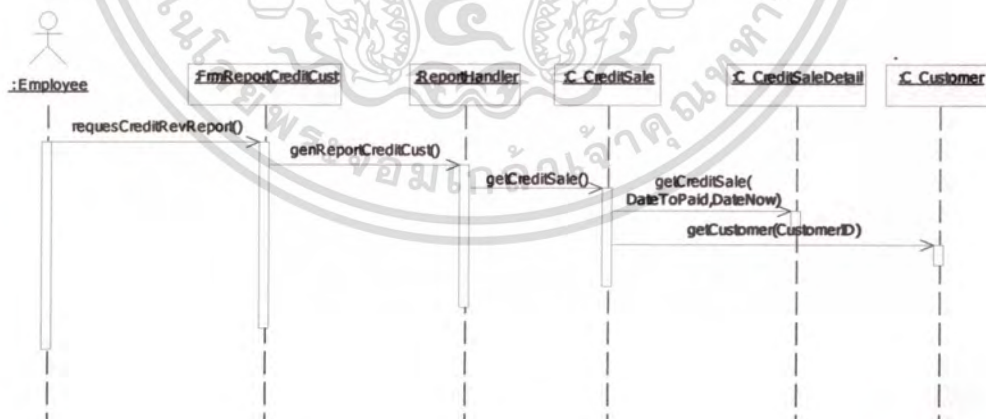 :Employee
:FrmReportCreditCust
:ReportHandler
:C_CreditSale
:C_CreditSaleDetail
:C_Customer
requesCreditRevReport()
genReportCreditCust()
getCreditSale()
getCreditSale(
DateToPaid,DateNow)
getCustomer(CustomerID)